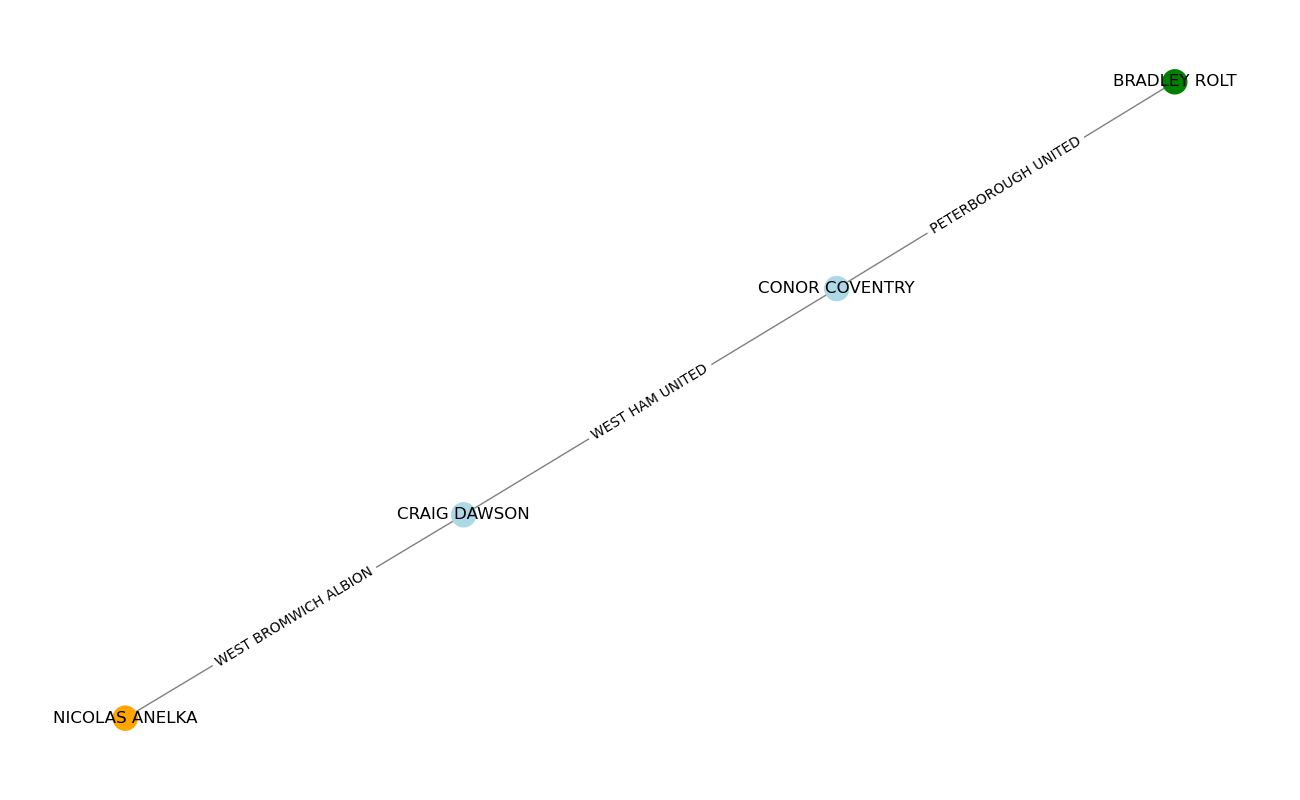 BRADLEY ROLT
PETERBOROUGH UNITED
CONOR COVENTRY
WEST HAM UNITED
CRAIG DAWSON
WEST BROMWICH ALBION
NICOLAS ANELKA